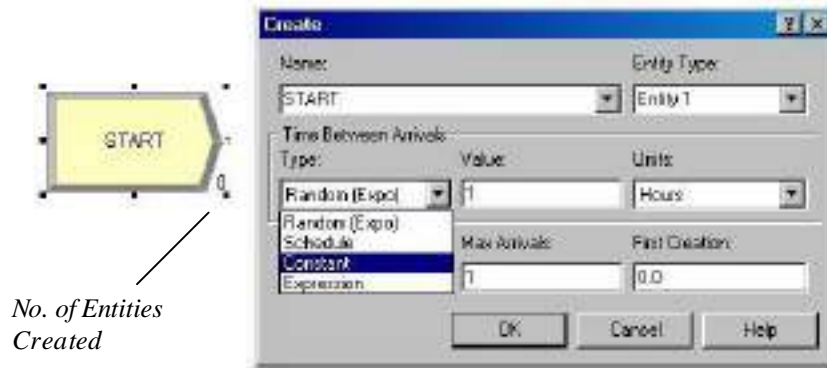 Create
Name:
Entity Type:
START
Entity 1
START
Time Between Arrivals
Type:
Value:
Units:
Random (Expo)
1
Hours
0
Random (Expo)
Schedule
Constant
Expression
Max Arrivals:
First Creation:
1
0.0
No. of Entities
Created
OK
Cancel
Help